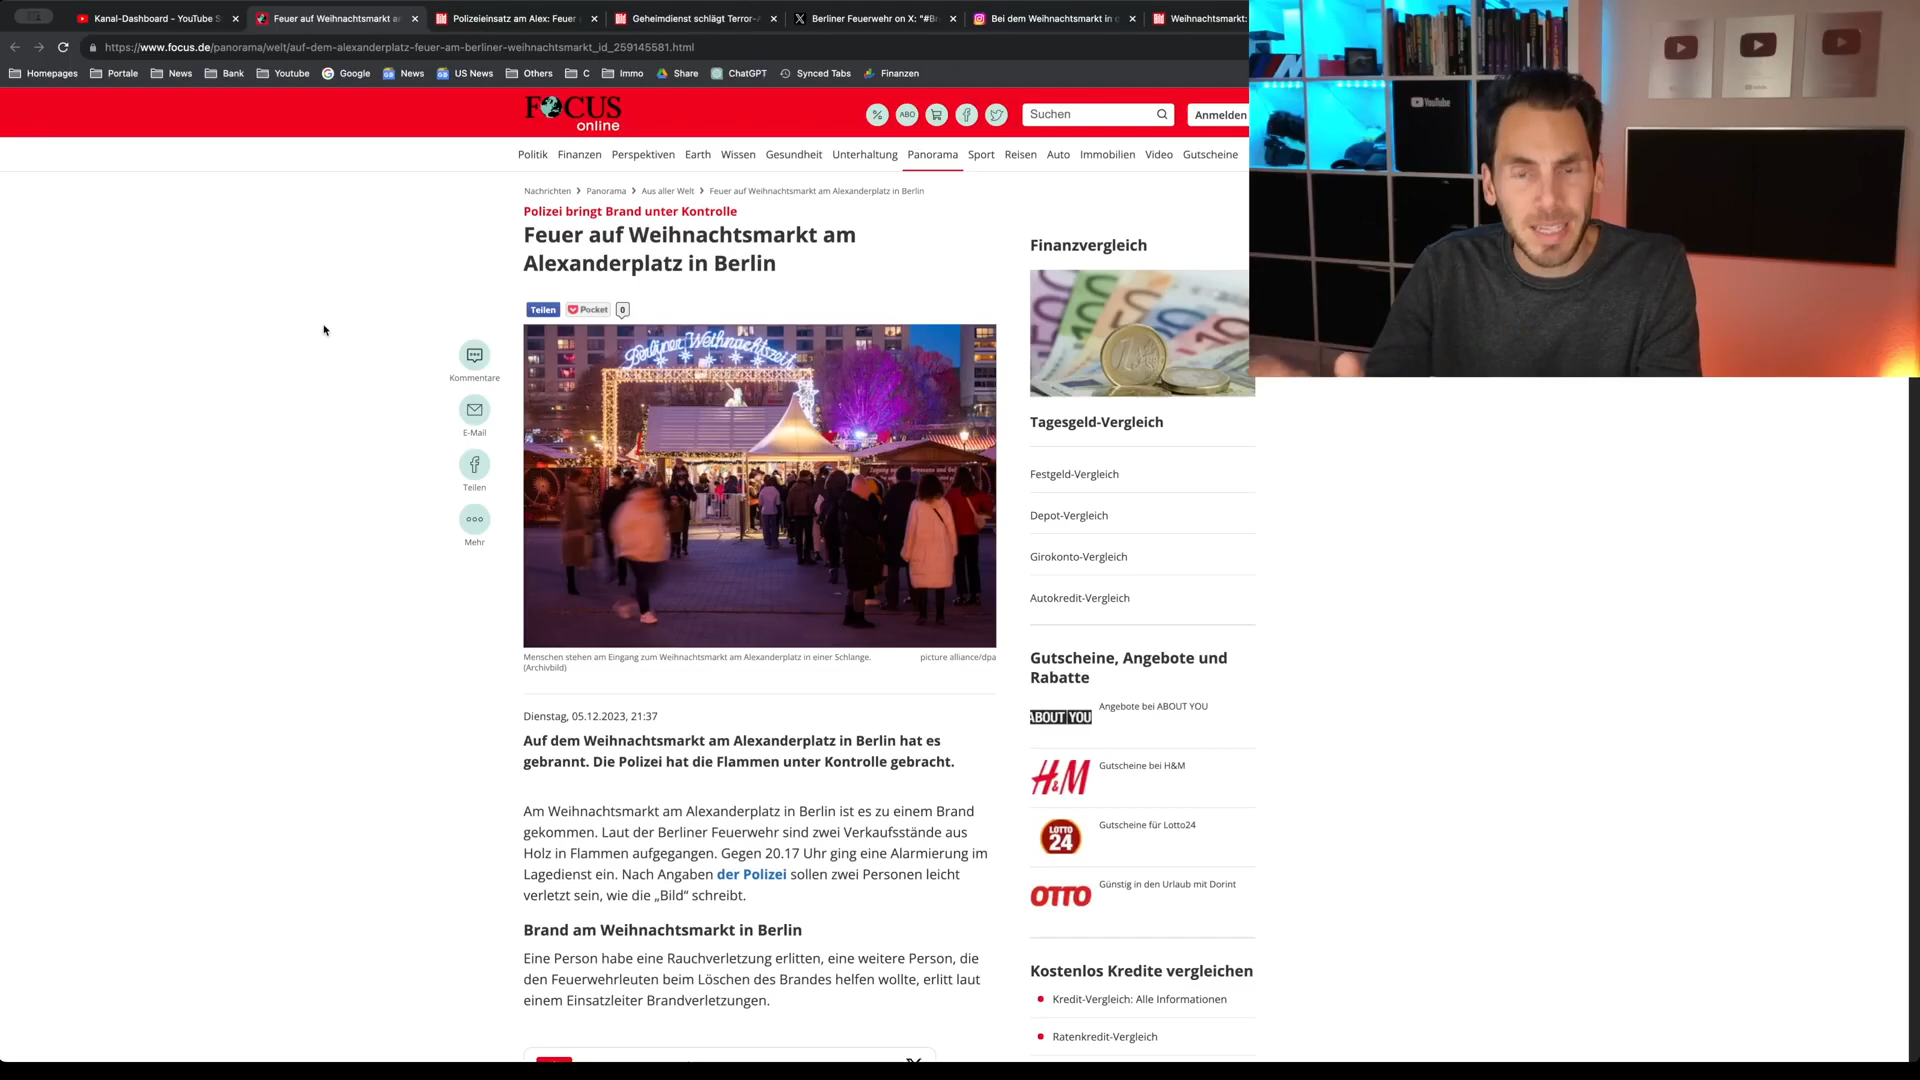 Kanal-Dashboard - YouTube S
Feuer auf Weihnachtsmarkt ar
Polizeieinsatz am Alex: Feuer
Geheimdienst schlägt Terror-A
Berliner Feuerwehr on X: "#B
Bei dem Weihnachtsmarkt in
Weihnachtsmarkt:
https://www.focus.de/panorama/welt/auf-dem-alexanderplatz-feuer-am-berliner-weihnachtsmarkt_id_259145581.html
Homepages
Portale
News
Bank
Youtube
Google
News
US News
Others
C
Immo
Share
ChatGPT
Synced Tabs
Finanzen
YouTube
FOCUS
online
ABO
Suchen
Anmelden
Politik
Finanzen
Perspektiven
Earth
Wissen
Gesundheit
Unterhaltung
Panorama
Sport
Reisen
Auto
Immobilien
Video
Gutscheine
Nachrichten
Panorama
Aus aller Welt
Feuer auf Weihnachtsmarkt am Alexanderplatz in Berlin
Polizei bringt Brand unter Kontrolle
Feuer auf Weihnachtsmarkt am
Alexanderplatz in Berlin
Teilen
Pocket
0
Berliner Weihnachtszeit
Kommentare
E-Mail
Teilen
Mehr
Menschen stehen am Eingang zum Weihnachtsmarkt am Alexanderplatz in einer Schlange.
(Archivbild)
picture alliance/dpa
Dienstag, 05.12.2023, 21:37
Auf dem Weihnachtsmarkt am Alexanderplatz in Berlin hat es
gebrannt. Die Polizei hat die Flammen unter Kontrolle gebracht.
Am Weihnachtsmarkt am Alexanderplatz in Berlin ist es zu einem Brand
gekommen. Laut der Berliner Feuerwehr sind zwei Verkaufsstände aus
Holz in Flammen aufgegangen. Gegen 20.17 Uhr ging eine Alarmierung im
Lagedienst ein. Nach Angaben der Polizei sollen zwei Personen leicht
verletzt sein, wie die „Bild“ schreibt.
Brand am Weihnachtsmarkt in Berlin
Eine Person habe eine Rauchverletzung erlitten, eine weitere Person, die
den Feuerwehrleuten beim Löschen des Brandes helfen wollte, erlitt laut
einem Einsatzleiter Brandverletzungen.
Finanzvergleich
Tagesgeld-Vergleich
Festgeld-Vergleich
Depot-Vergleich
Girokonto-Vergleich
Autokredit-Vergleich
Gutscheine, Angebote und
Rabatte
ABOUT YOU
Angebote bei ABOUT YOU
H&M
Gutscheine bei H&M
LOTTO
24
Gutscheine für Lotto24
OTTO
Günstig in den Urlaub mit Dorint
Kostenlos Kredite vergleichen
Kredit-Vergleich: Alle Informationen
Ratenkredit-Vergleich